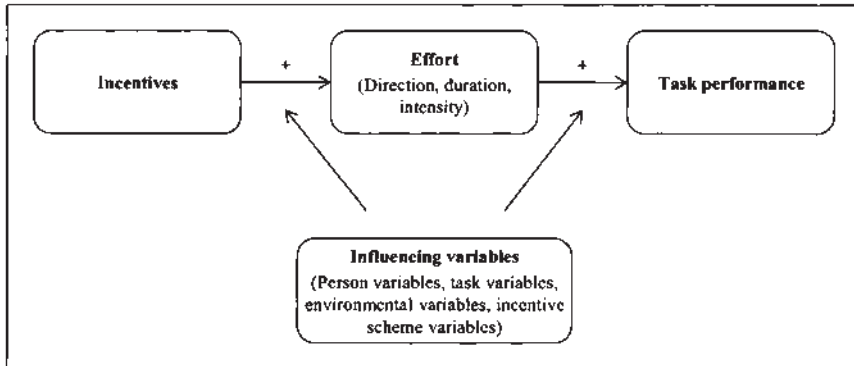 +
+
Incentives
Effort
(Direction, duration,
intensity)
Task performance
Influencing variables
(Person variables, task variables,
environmental variables, incentive
scheme variables)